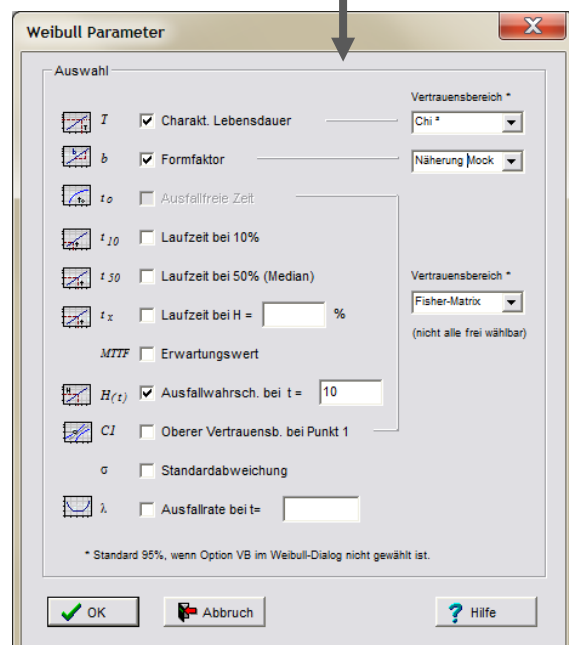 Weibull Parameter
Auswahl
Vertrauensbereich *
T Charakt. Lebensdauer Chi ²
b Formfaktor Näherung Mock
to Ausfallfreie Zeit
t10 Laufzeit bei 10%
t50 Laufzeit bei 50% (Median)
Vertrauensbereich *
Fisher-Matrix
tx Laufzeit bei H = %
(nicht alle frei wählbar)
MTTF Erwartungswert
H(t) Ausfallwahrsch. bei t = 10
C1 Oberer Vertrauensb. bei Punkt 1
σ Standardabweichung
λ Ausfallrate bei t=
* Standard 95%, wenn Option VB im Weibull-Dialog nicht gewählt ist.
OK Abbruch ? Hilfe